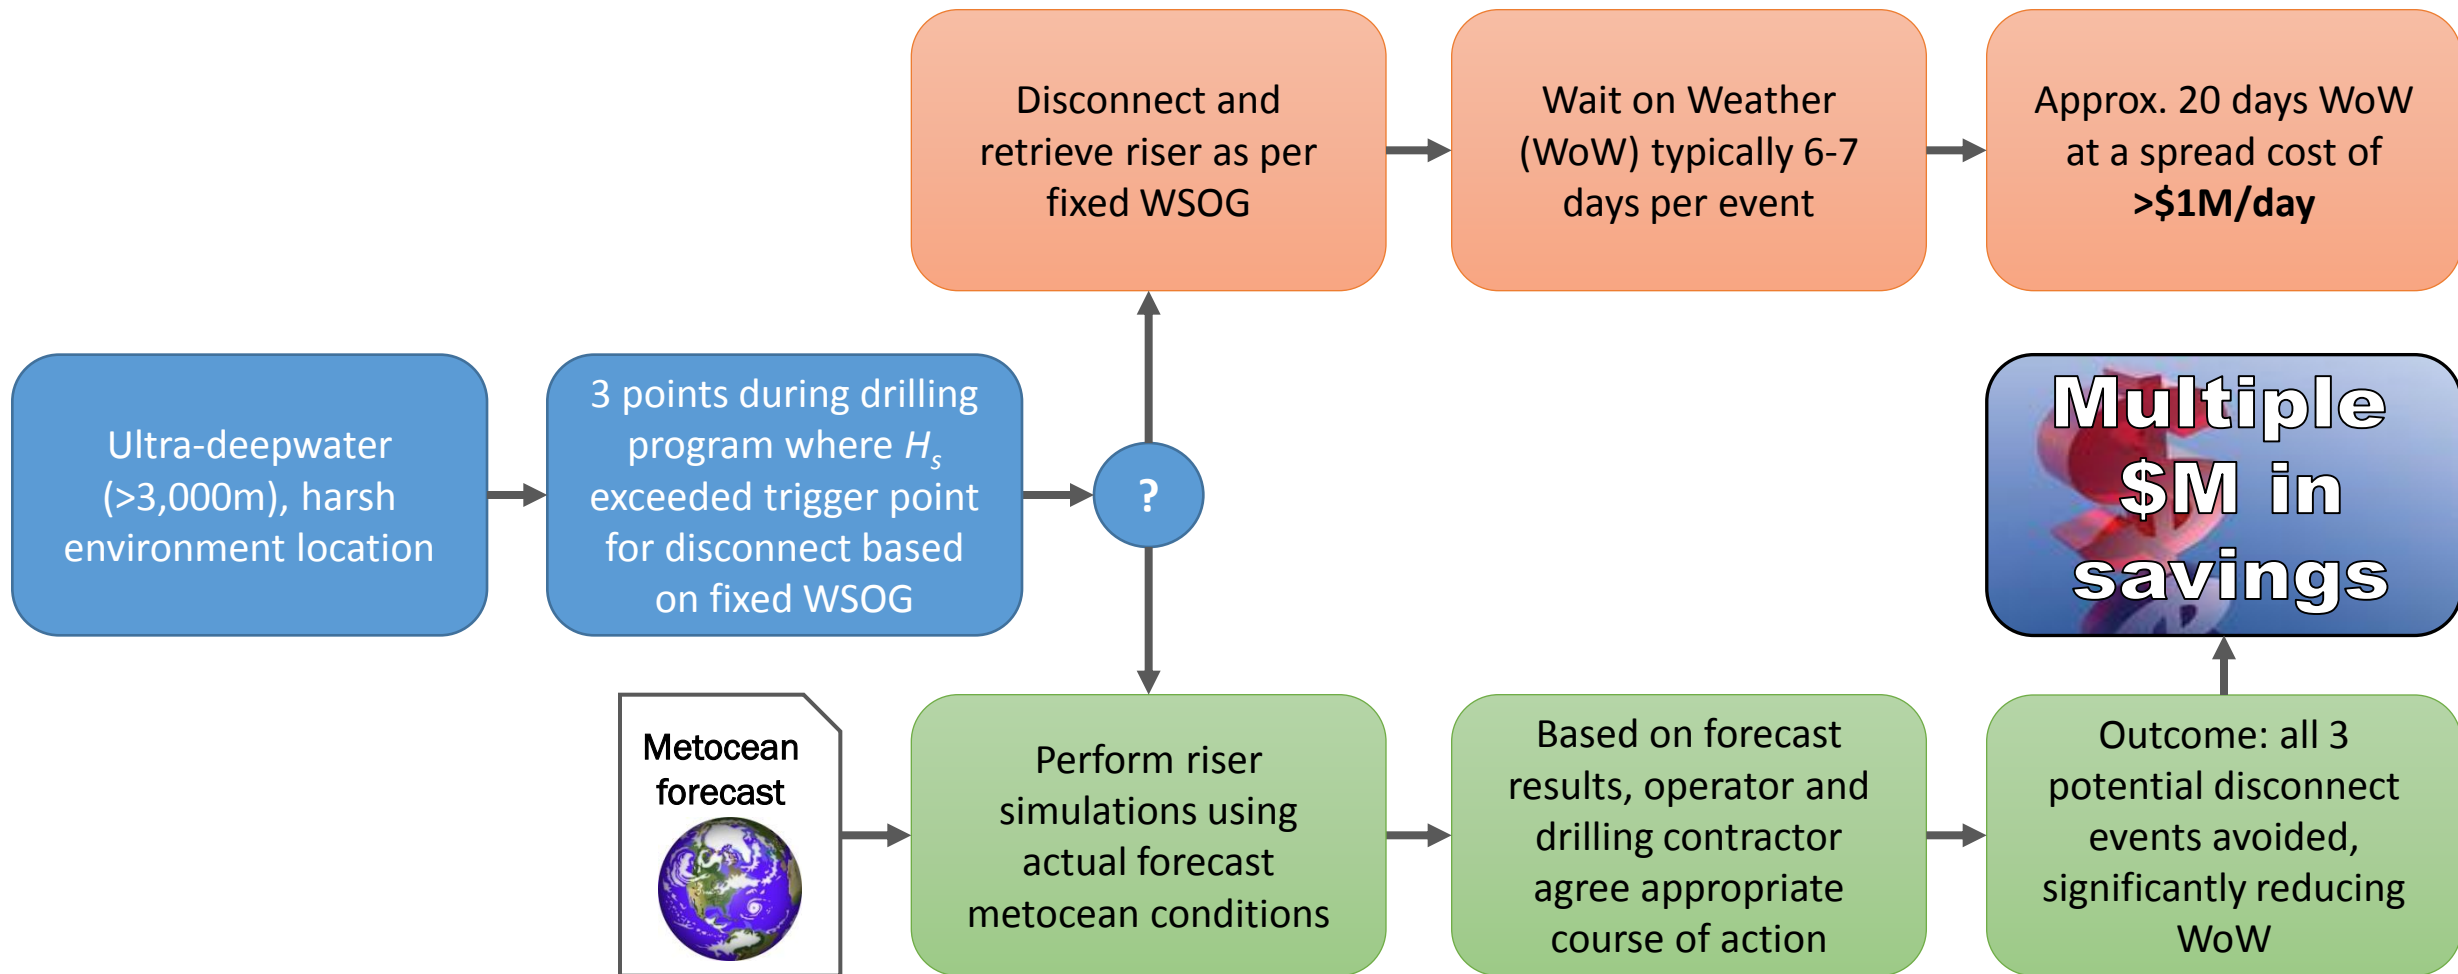 Disconnect and
retrieve riser as per
fixed WSOG
Wait on Weather
(WoW) typically 6-7
days per event
Approx. 20 days WoW
at a spread cost of
>$1M/day
Ultra-deepwater
(>3,000m), harsh
environment location
3 points during drilling
program where Hs
exceeded trigger point
for disconnect based
on fixed WSOG
?
Multiple
$M in
savings
Metocean
forecast
Perform riser
simulations using
actual forecast
metocean conditions
Based on forecast
results, operator and
drilling contractor
agree appropriate
course of action
Outcome: all 3
potential disconnect
events avoided,
significantly reducing
WoW